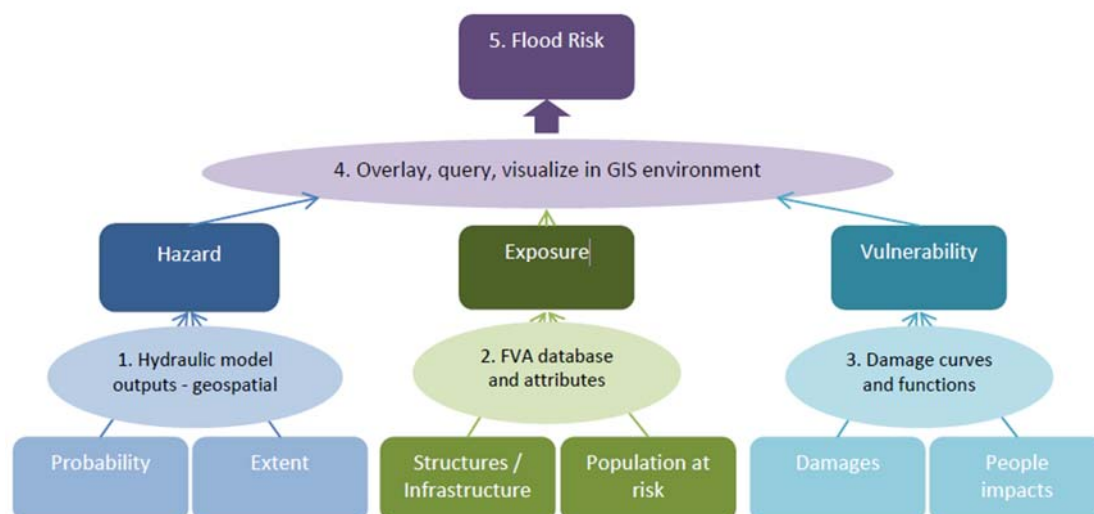 5. Flood Risk
4. Overlay, query, visualize in GIS environment
Hazard
Exposure
Vulnerability
1. Hydraulic model
outputs - geospatial
2. FVA database
and attributes
3. Damage curves
and functions
Probability
Extent
Structures /
Infrastructure
Population at
risk
Damages
People
impacts